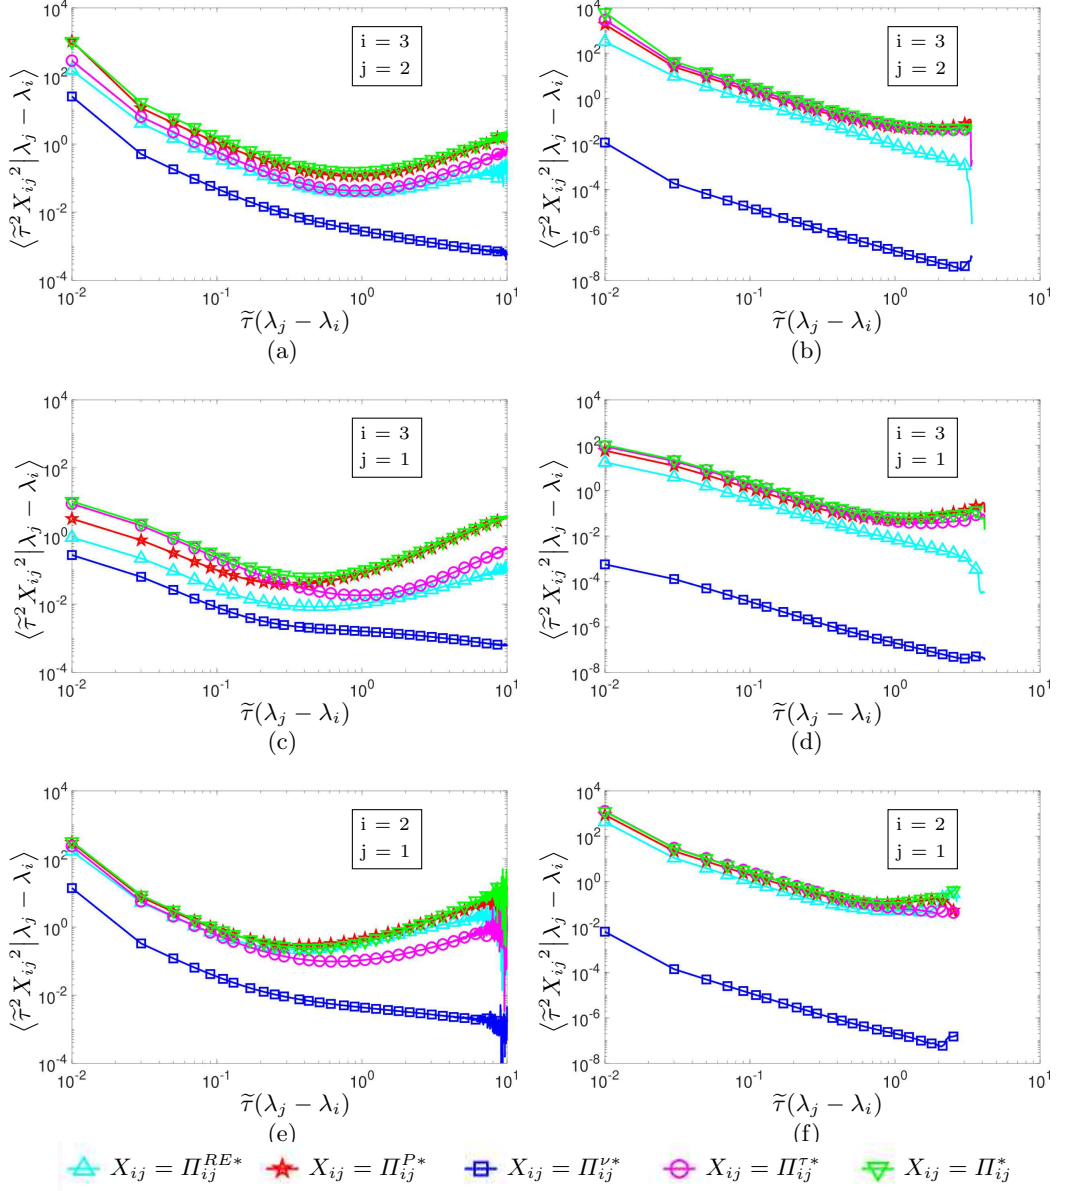 10^4
10^2
10^0
10^-2
10^-4
⟨τ̃² X_ij² | λ_j − λ_i⟩
i = 3
j = 2
10^-2 10^-1 10^0 10^1
τ̃(λ_j − λ_i)
(a)
10^4
10^2
10^0
10^-2
10^-4
10^-6
10^-8
⟨τ̃² X_ij² | λ_j − λ_i⟩
i = 3
j = 2
10^-2 10^-1 10^0 10^1
τ̃(λ_j − λ_i)
(b)
10^4
10^2
10^0
10^-2
10^-4
⟨τ̃² X_ij² | λ_j − λ_i⟩
i = 3
j = 1
10^-2 10^-1 10^0 10^1
τ̃(λ_j − λ_i)
(c)
10^4
10^2
10^0
10^-2
10^-4
10^-6
10^-8
⟨τ̃² X_ij² | λ_j − λ_i⟩
i = 3
j = 1
10^-2 10^-1 10^0 10^1
τ̃(λ_j − λ_i)
(d)
10^4
10^2
10^0
10^-2
10^-4
⟨τ̃² X_ij² | λ_j − λ_i⟩
i = 2
j = 1
10^-2 10^-1 10^0 10^1
τ̃(λ_j − λ_i)
(e)
10^4
10^2
10^0
10^-2
10^-4
10^-6
10^-8
⟨τ̃² X_ij² | λ_j − λ_i⟩
i = 2
j = 1
10^-2 10^-1 10^0 10^1
τ̃(λ_j − λ_i)
(f)
X_ij = Π_ij^{RE*} X_ij = Π_ij^{P*} X_ij = Π_ij^{ν*} X_ij = Π_ij^{τ*} X_ij = Π_ij^*